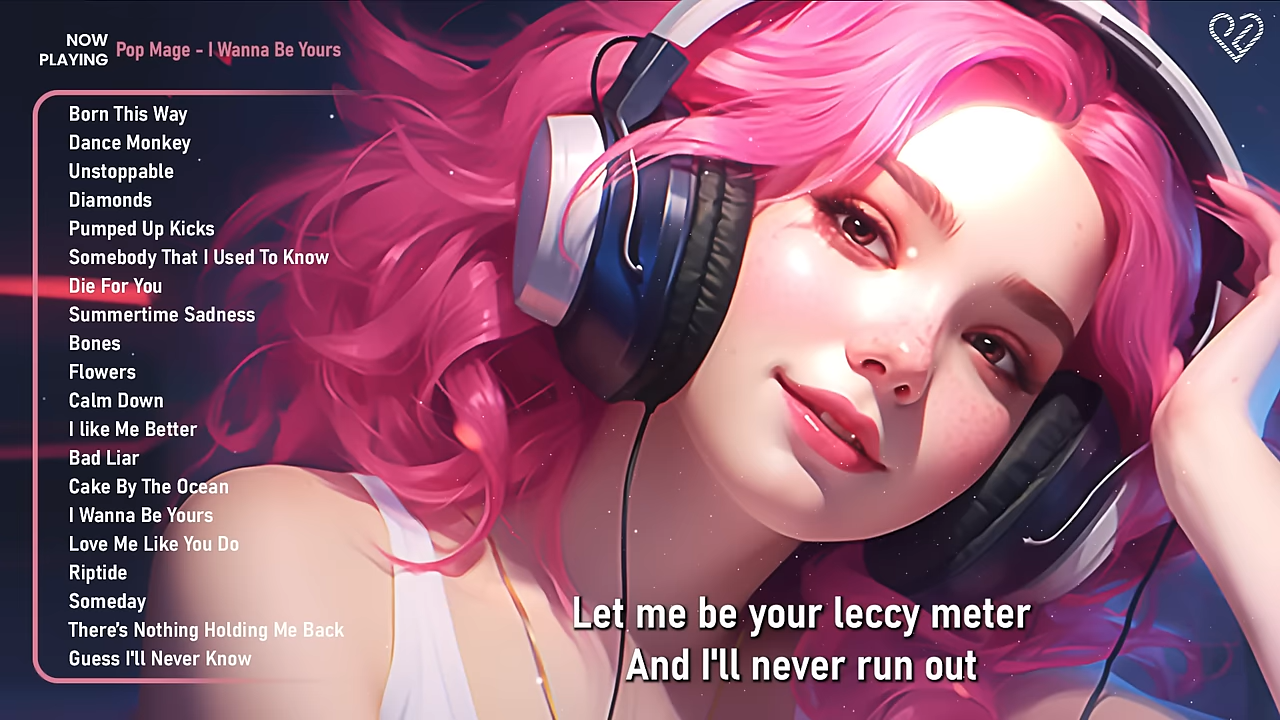 NOW
PLAYING
Pop Mage - I Wanna Be Yours
Born This Way
Dance Monkey
Unstoppable
Diamonds
Pumped Up Kicks
Somebody That I Used To Know
Die For You
Summertime Sadness
Bones
Flowers
Calm Down
I like Me Better
Bad Liar
Cake By The Ocean
I Wanna Be Yours
Love Me Like You Do
Riptide
Someday
There's Nothing Holding Me Back
Guess I'll Never Know
Let me be your leccy meter
And I'll never run out